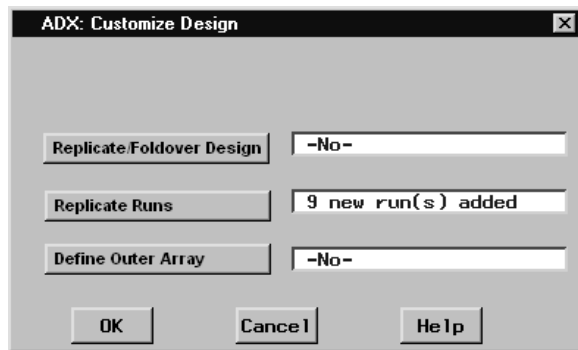 ADX: Customize Design
Replicate/Foldover Design -No-
Replicate Runs 9 new run(s) added
Define Outer Array -No-
OK Cancel Help